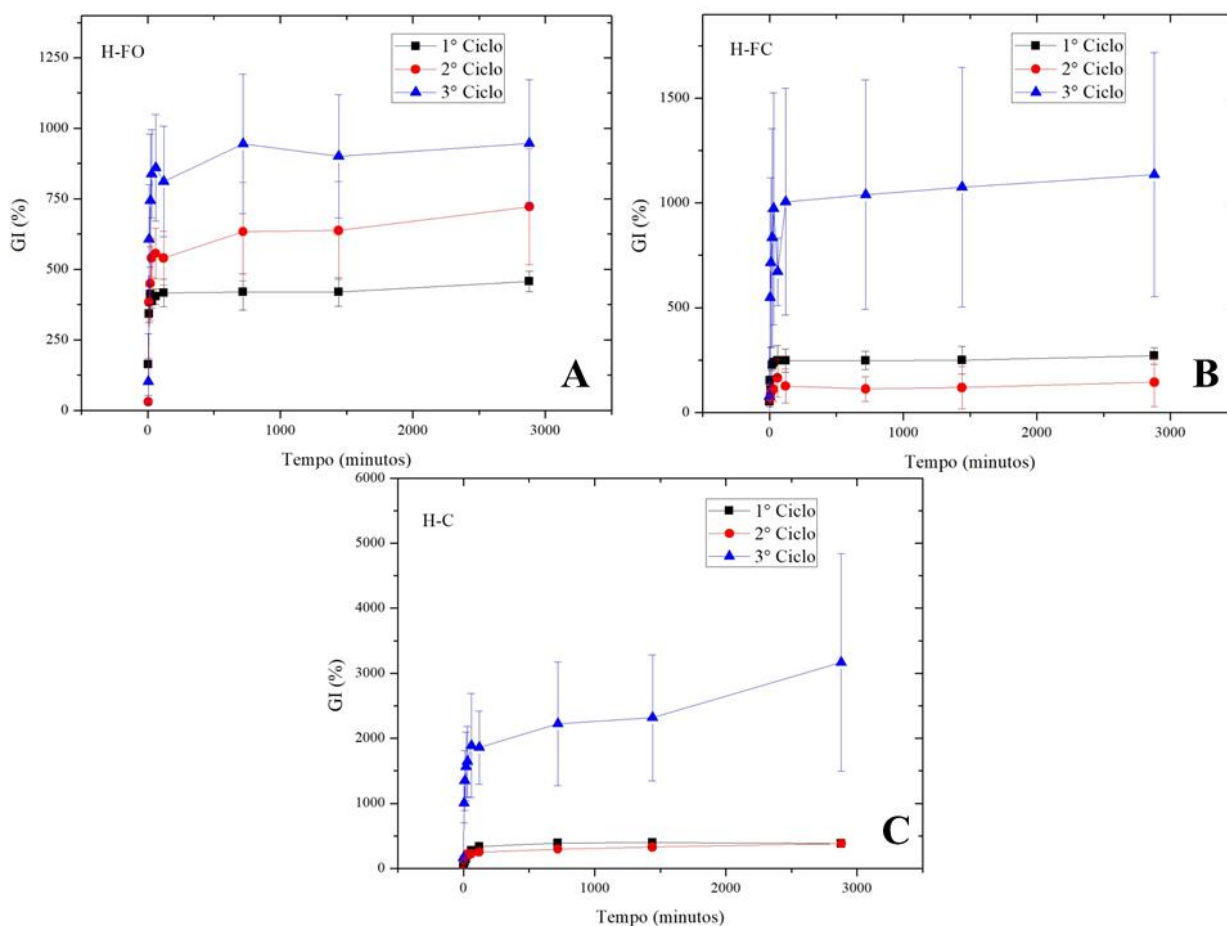 H-FO
1° Ciclo
2° Ciclo
3° Ciclo
1250
1000
750
500
250
0
GI (%)
0 1000 2000 3000
Tempo (minutos)
A
H-FC
1° Ciclo
2° Ciclo
3° Ciclo
1500
1000
500
0
GI (%)
0 1000 2000 3000
Tempo (minutos)
B
H-C
1° Ciclo
2° Ciclo
3° Ciclo
6000
5000
4000
3000
2000
1000
0
GI (%)
0 1000 2000 3000
Tempo (minutos)
C